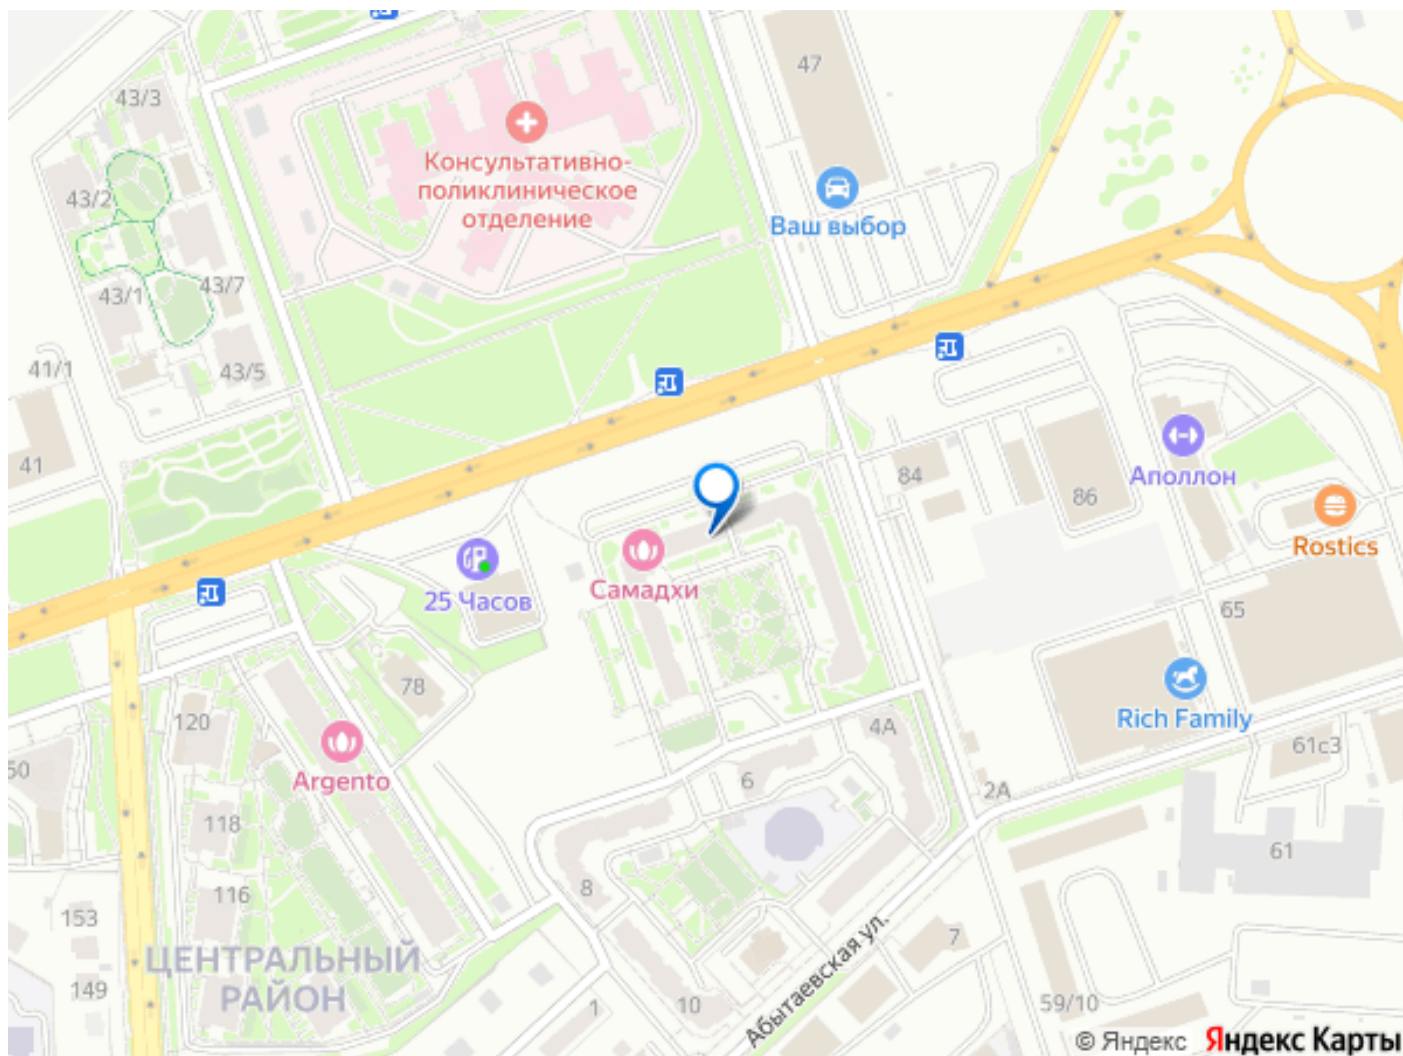 47
43/3
Консультативно-
поликлиническое
отделение
43/2
Ваш выбор
43/7
43/1
43/5
41/1
41
84
86
Аполлон
Rostics
Самадхи
25 Часов
65
78
120
Rich Family
4А
6
61с3
50
Argento
2А
118
61
8
116
153
7
ЦЕНТРАЛЬНЫЙ
РАЙОН
149
10
1
Абытаевская ул.
59/10
© Яндекс Яндекс Карты